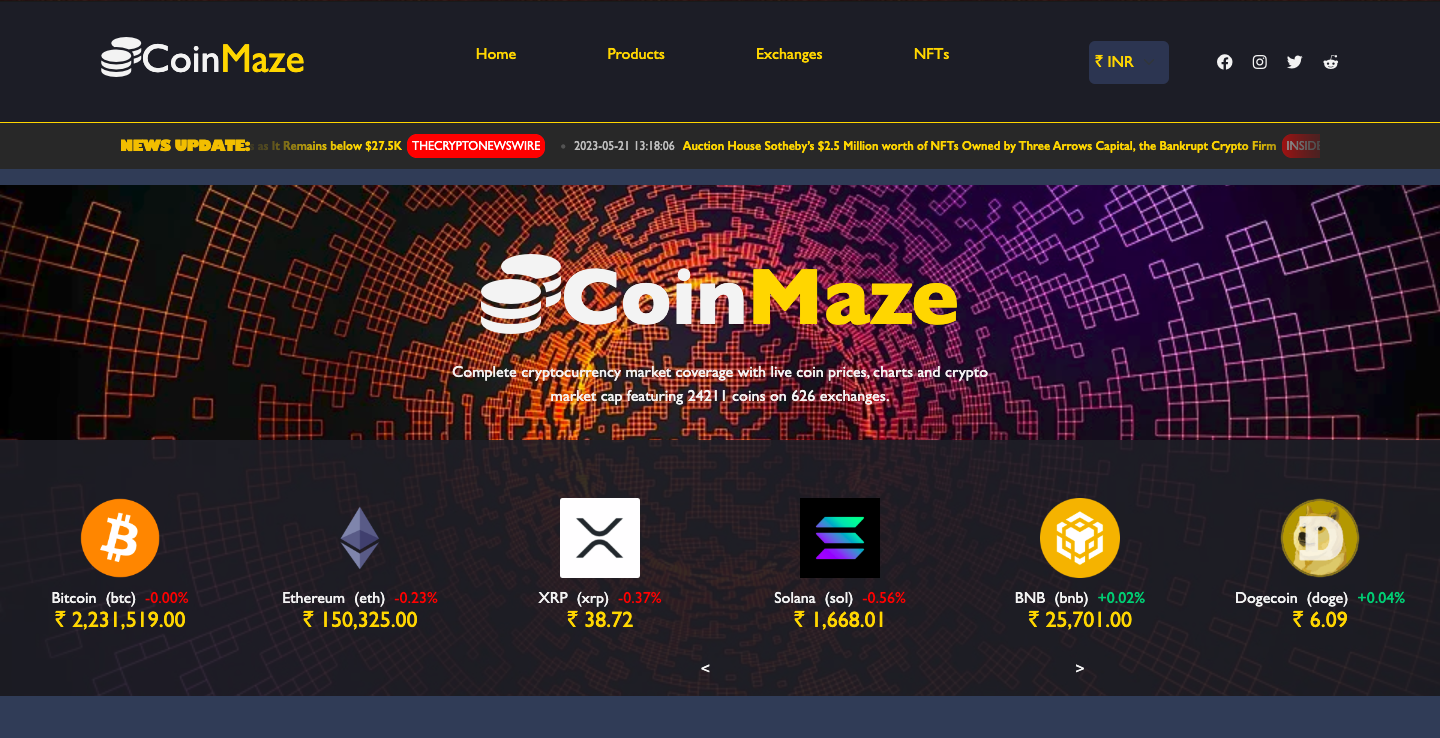 CoinMaze
Home Products Exchanges NFTs
₹ INR
NEWS UPDATE: as It Remains below $27.5K THECRYPTONEWSWIRE • 2023-05-21 13:18:06 Auction House Sotheby's $2.5 Million worth of NFTs Owned by Three Arrows Capital, the Bankrupt Crypto Firm
CoinMaze
Complete cryptocurrency market coverage with live coin prices, charts and crypto
market cap featuring 24211 coins on 626 exchanges.
Bitcoin (btc) -0.00% Ethereum (eth) -0.23% XRP (xrp) -0.37% Solana (sol) -0.56% BNB (bnb) +0.02% Dogecoin (doge) +0.04%
₹ 2,231,519.00 ₹ 150,325.00 ₹ 38.72 ₹ 1,668.01 ₹ 25,701.00 ₹ 6.09
< >